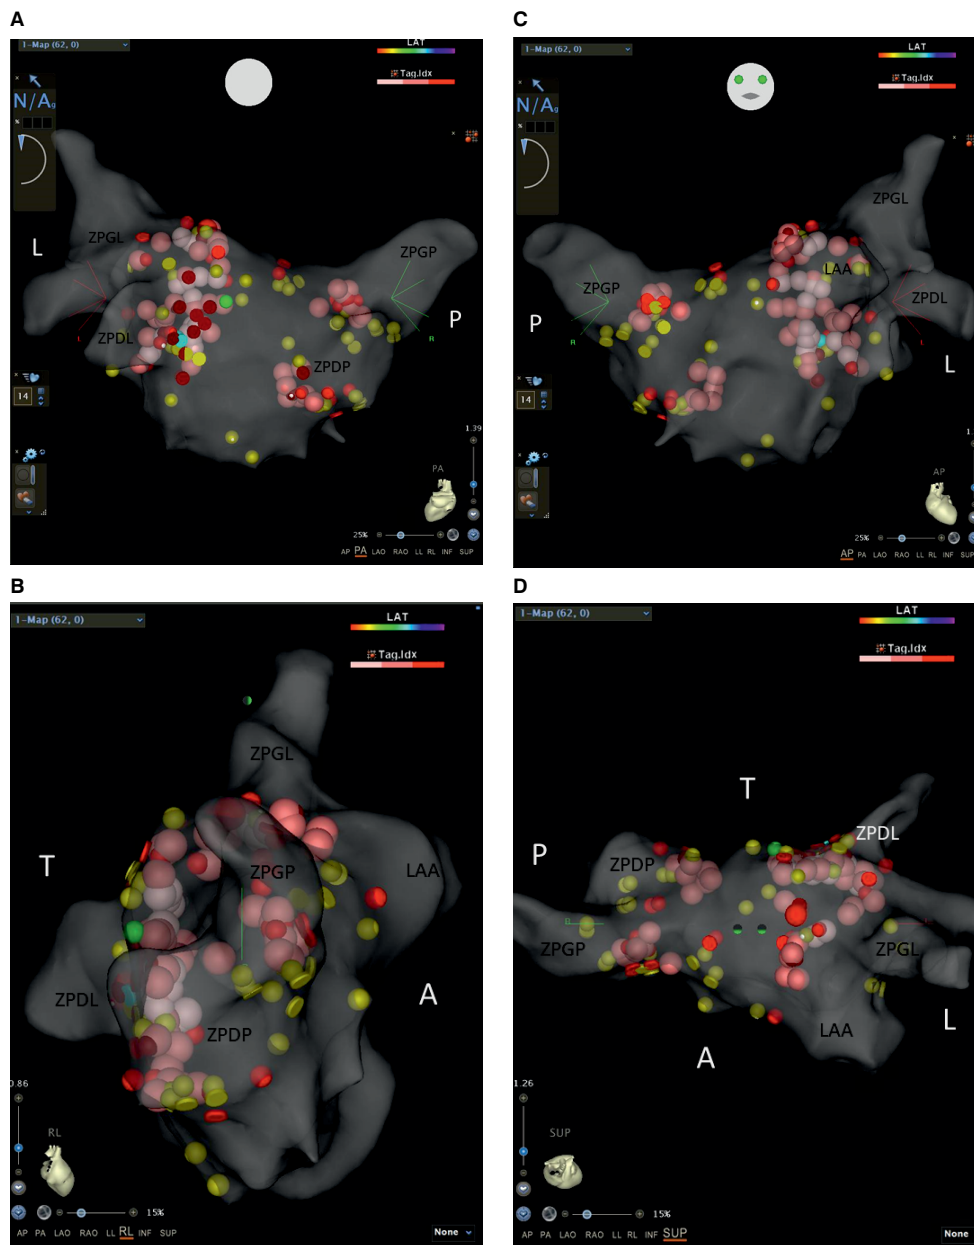 A
1-Map (62, 0)
LAT
Tag.Idx
N/A
ZPGL
L
ZPGP
P
ZPDL
ZPDP
R
14
1.39
PA
25%
AP PA LAO RAO LL RL INF SUP
C
1-Map (62, 0)
LAT
Tag.Idx
N/A
ZPGL
LAA
ZPGP
ZPDL
P
R
L
L
14
1.
AP
25%
AP PA LAO RAO LL RL INF SUP
B
1-Map (62, 0)
LAT
Tag.Idx
ZPGL
T
ZPGP
LAA
ZPDL
A
ZPDP
0.86
RL
15%
AP PA LAO RAO LL RL INF SUP
None
D
1-Map (62, 0)
LAT
Tag.Idx
T
ZPDL
P
ZPDP
ZPGP
ZPGL
L
LAA
A
1.26
SUP
15%
AP PA LAO RAO LL RL INF SUP
None